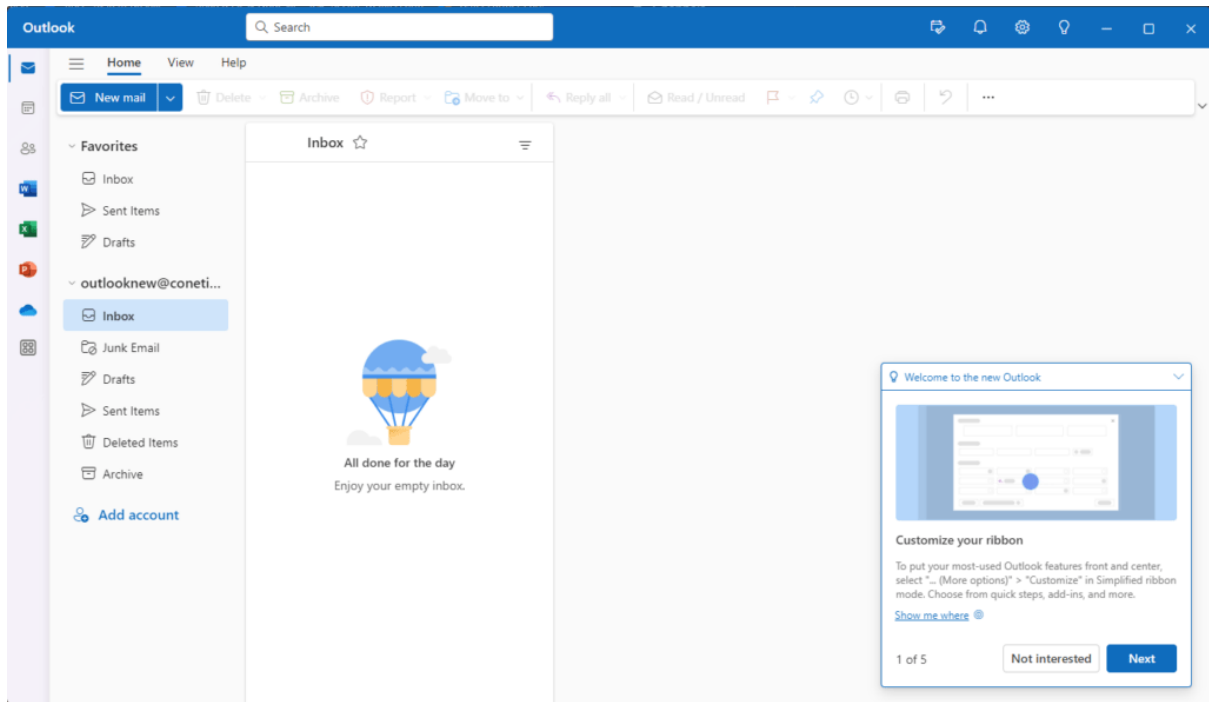 Outlook
Search
Home View Help
New mail Delete Archive Report Move to Reply all Read / Unread ...
Favorites
Inbox
Sent Items
Drafts
outlooknew@coneti...
Inbox
Junk Email
Drafts
Sent Items
Deleted Items
Archive
Add account
Inbox
All done for the day
Enjoy your empty inbox.
Welcome to the new Outlook
Customize your ribbon
To put your most-used Outlook features front and center,
select "... (More options)" > "Customize" in Simplified ribbon
mode. Choose from quick steps, add-ins, and more.
Show me where
1 of 5 Not interested Next